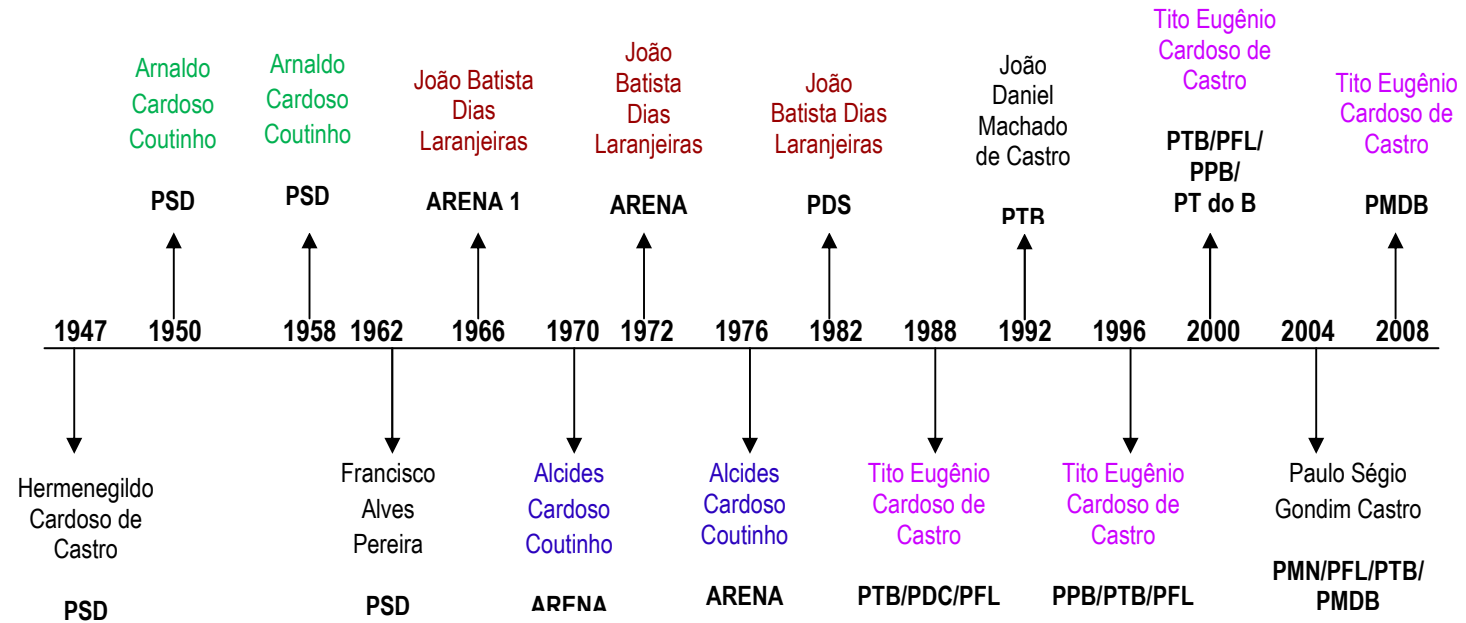 Arnaldo
Cardoso
Coutinho
PSD
Arnaldo
Cardoso
Coutinho
PSD
João Batista
Dias
Laranjeiras
ARENA 1
João
Batista
Dias
Laranjeiras
ARENA
João
Batista Dias
Laranjeiras
PDS
João
Daniel
Machado
de Castro
PTB
Tito Eugênio
Cardoso de
Castro
PTB/PFL/
PPB/
PT do B
Tito Eugênio
Cardoso de
Castro
PMDB
1947 1950 1958 1962 1966 1970 1972 1976 1982 1988 1992 1996 2000 2004 2008
Hermenegildo
Cardoso de
Castro
PSD
Francisco
Alves
Pereira
PSD
Alcides
Cardoso
Coutinho
ARENA
Alcides
Cardoso
Coutinho
ARENA
Tito Eugênio
Cardoso de
Castro
PTB/PDC/PFL
Tito Eugênio
Cardoso de
Castro
PPB/PTB/PFL
Paulo Ségio
Gondim Castro
PMN/PFL/PTB/
PMDB